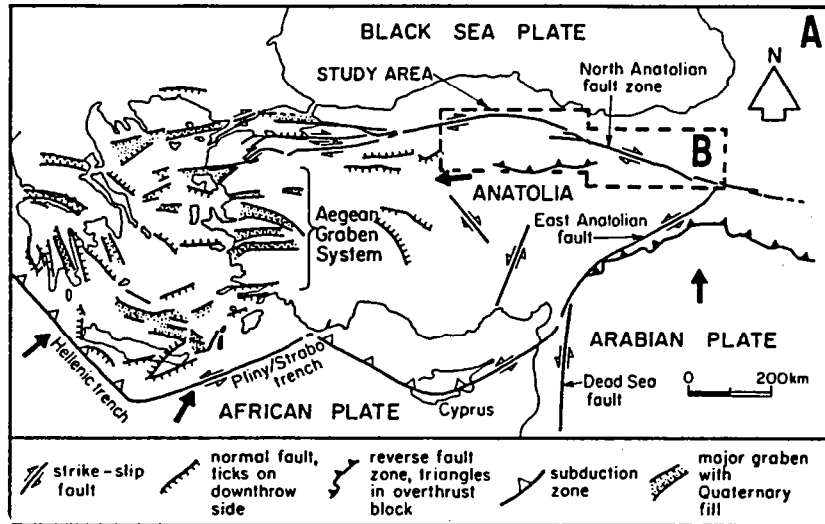 A
BLACK SEA PLATE
N
STUDY AREA
North Anatolian
fault zone
B
ANATOLIA
Aegean
Graben
System
East Anatolian
fault
ARABIAN PLATE
Hellenic trench
Pliny/Strabo
trench
Dead Sea
fault
0 200km
AFRICAN PLATE
Cyprus
strike-slip
fault
normal fault,
ticks on
downthrow
side
reverse fault
zone, triangles
in overthrust
block
subduction
zone
major graben
with
Quaternary
fill